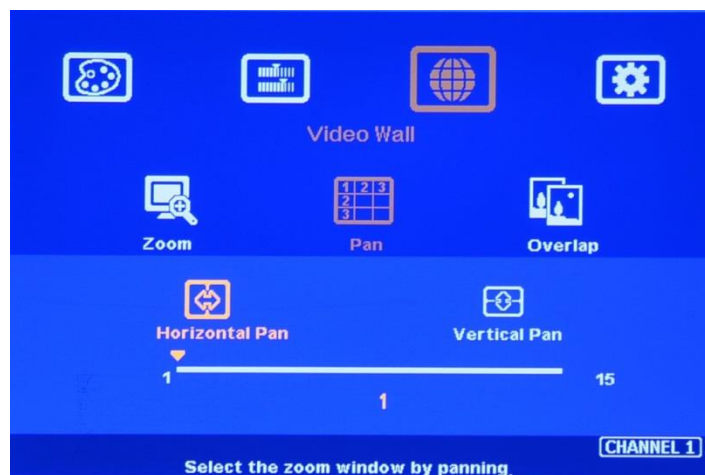 Video Wall
1 2 3
2
3
Zoom
Pan
Overlap
Horizontal Pan
Vertical Pan
1
15
1
CHANNEL 1
Select the zoom window by panning.